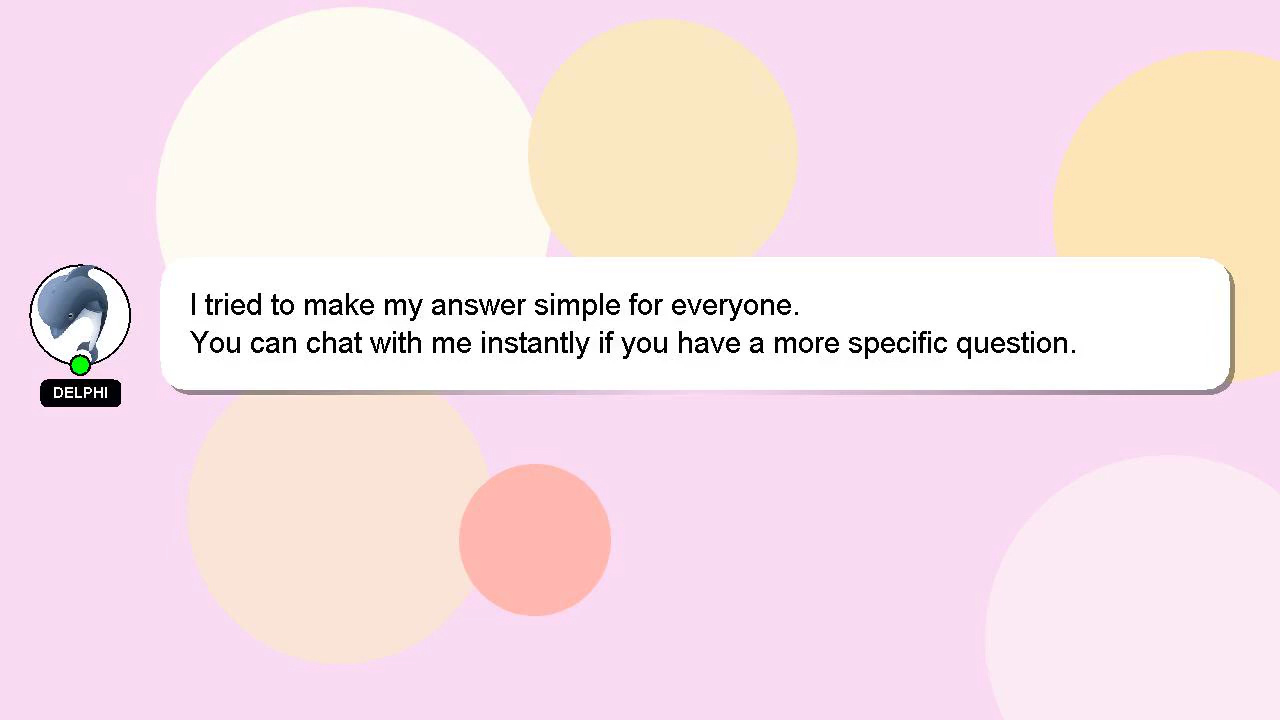 I tried to make my answer simple for everyone.
You can chat with me instantly if you have a more specific question.
DELPHI